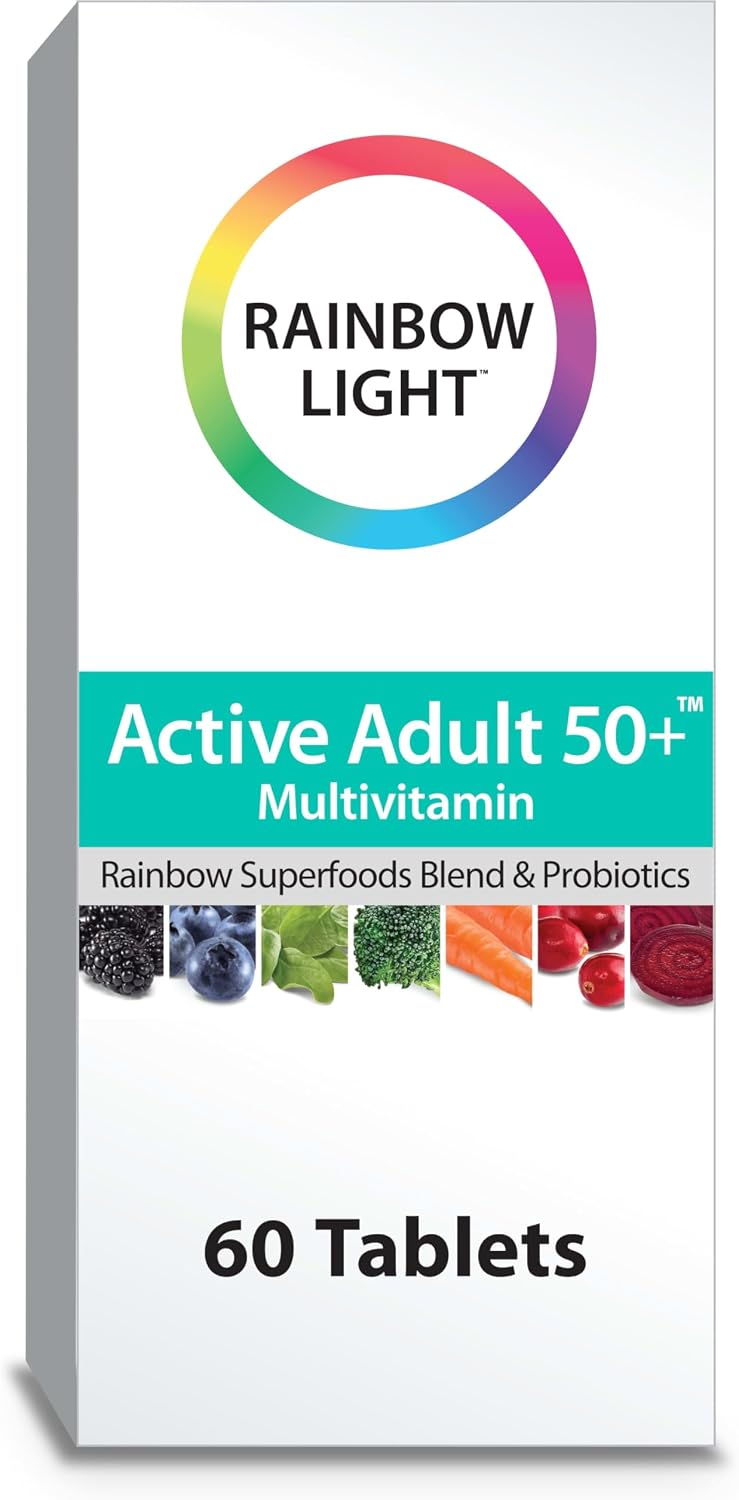 RAINBOW
LIGHT™
Active Adult 50+™
Multivitamin
Rainbow Superfoods Blend & Probiotics
60 Tablets